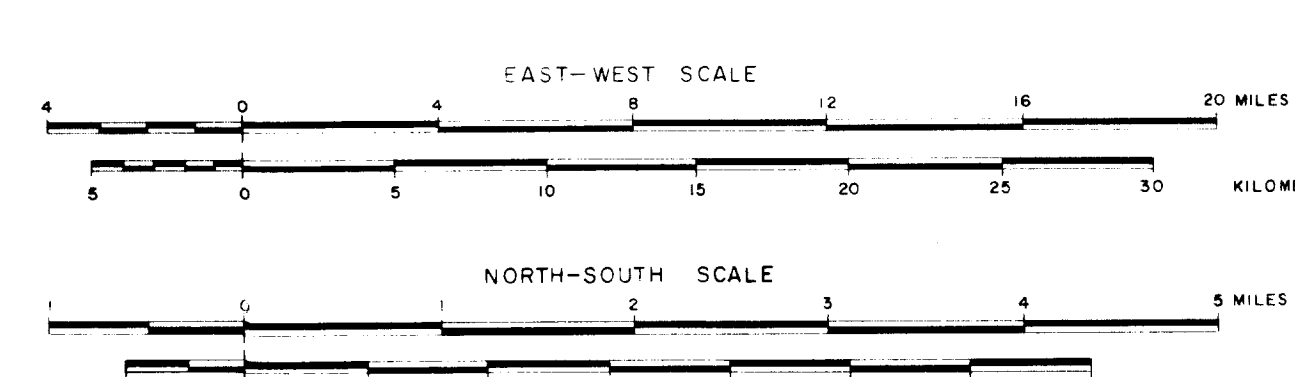 EAST-WEST SCALE
4 0 4 8 12 16 20 MILES
5 0 5 10 15 20 25 30
NORTH-SOUTH SCALE
1 0 1 2 3 4 5 MILES